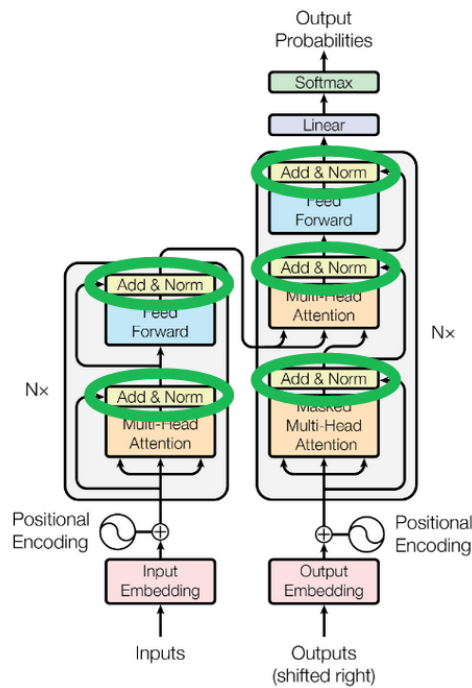 Output
Probabilities
Softmax
Linear
Add & Norm
Feed
Forward
Add & Norm
Multi-Head
Attention
Add & Norm
Masked
Multi-Head
Attention
Nx
Add & Norm
Feed
Forward
Add & Norm
Multi-Head
Attention
Nx
Positional
Encoding
Positional
Encoding
Input
Embedding
Output
Embedding
Inputs
Outputs
(shifted right)